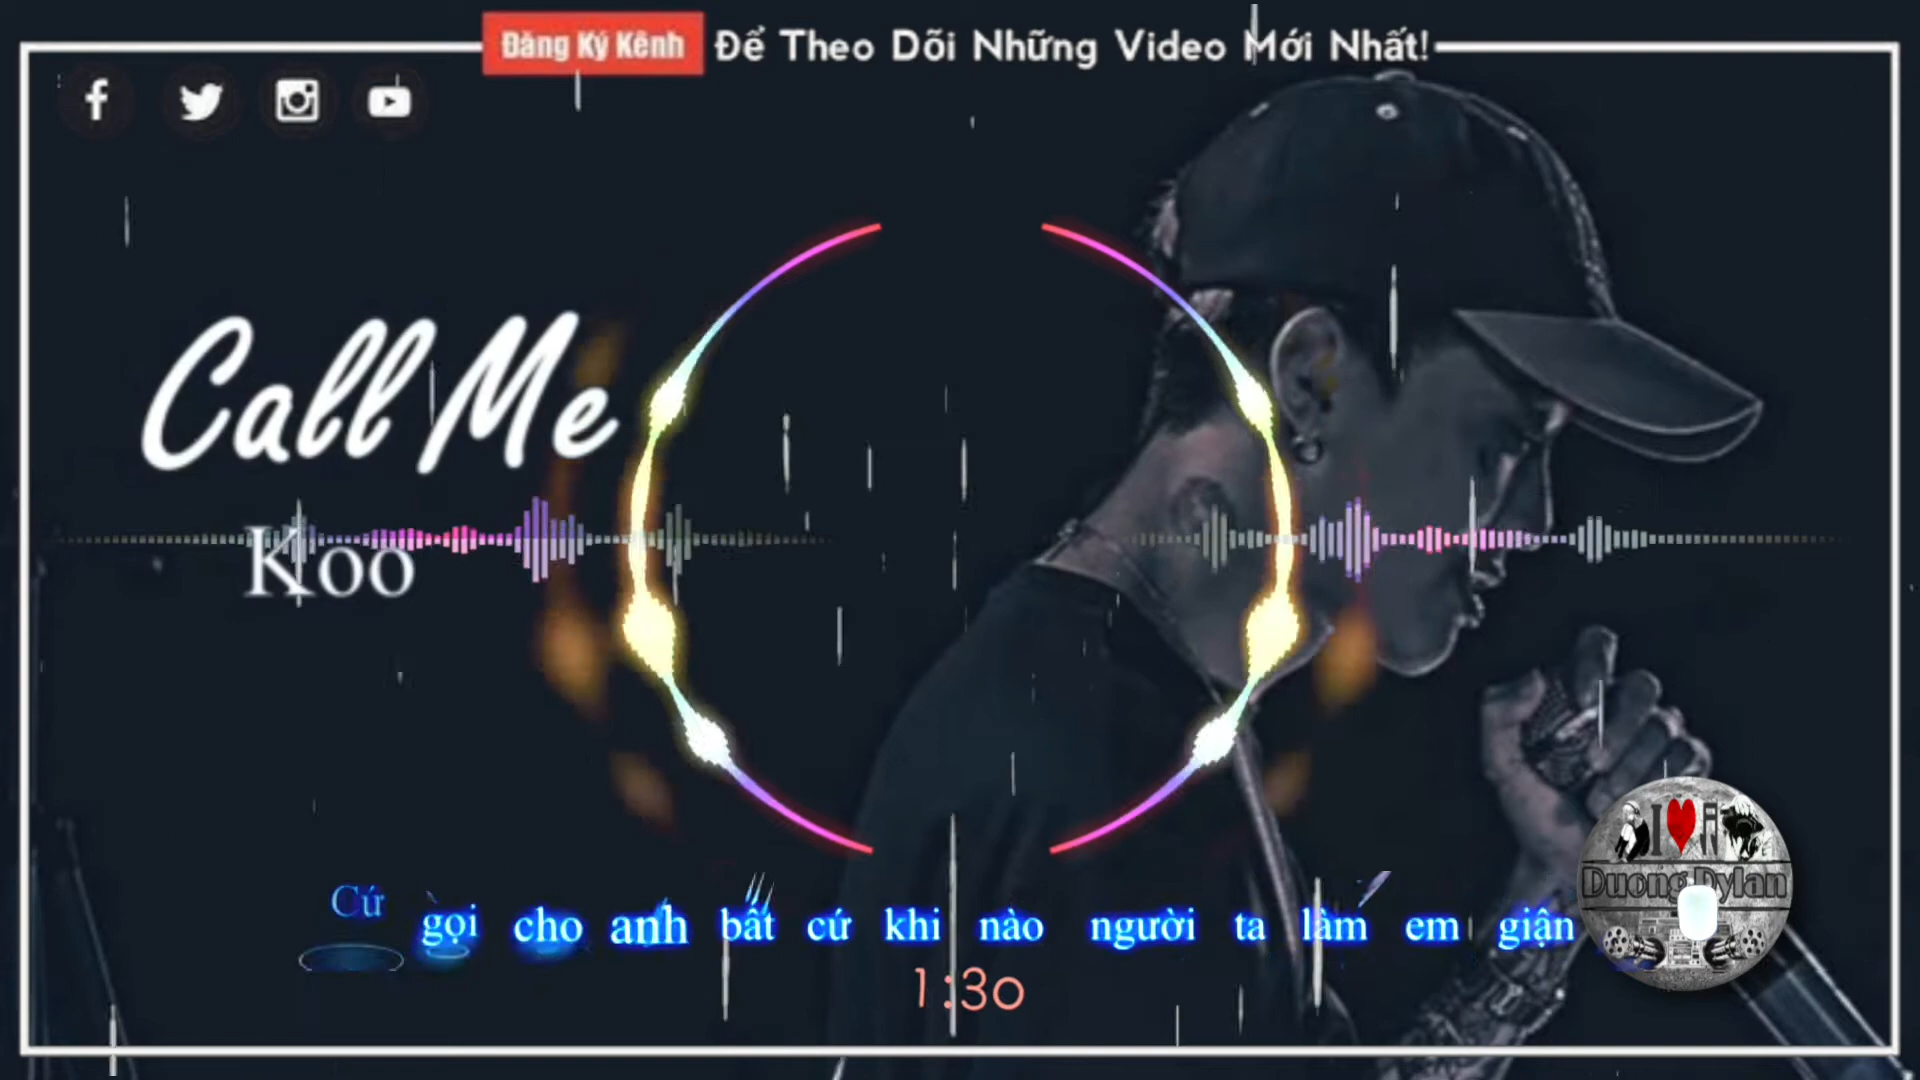 Đăng Ký Kênh Để Theo Dõi Những Video Mới Nhất!
Call Me
Koo
I
Duong Dylan
Cứ gọi cho anh bất cứ khi nào người ta làm em giận
1:30